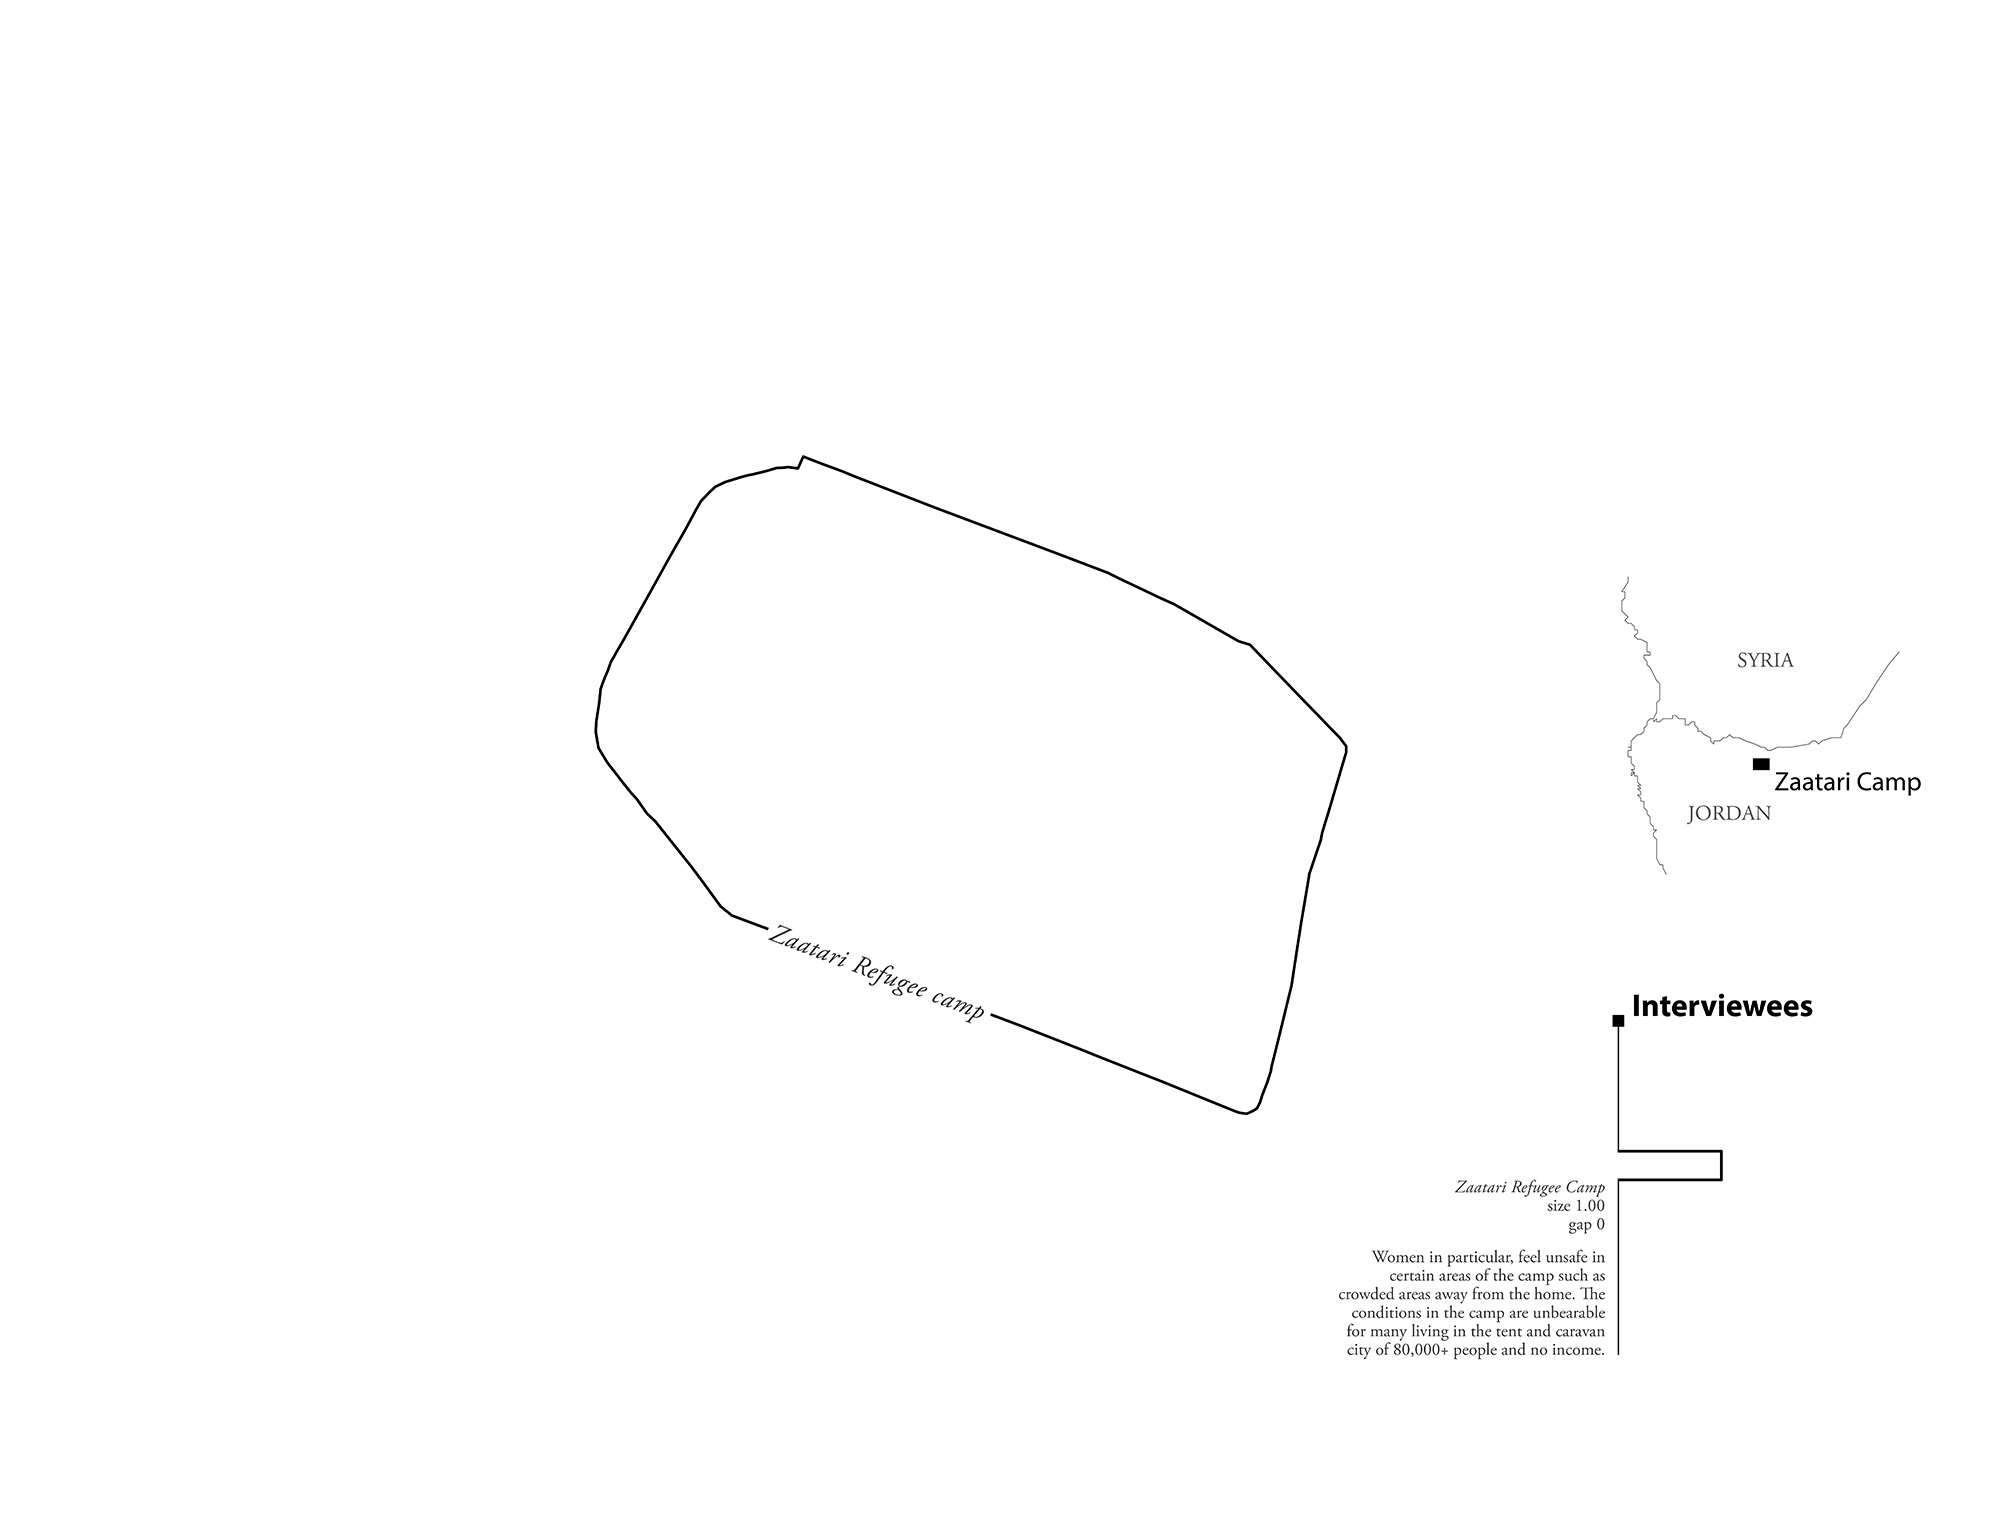 Zaatari Refugee camp
SYRIA
Zaatari Camp
JORDAN
Interviewees
Zaatari Refugee Camp
size 1.00
gap 0
Women in particular, feel unsafe in
certain areas of the camp such as
crowded areas away from the home. The
conditions in the camp are unbearable
for many living in the tent and caravan
city of 80,000+ people and no income.